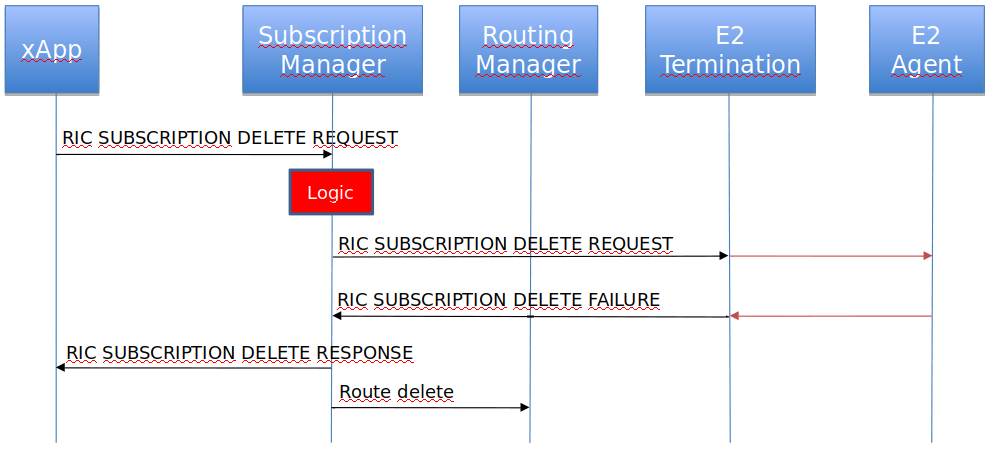 xApp
Subscription
Manager
Routing
Manager
E2
Termination
E2
Agent
RIC SUBSCRIPTION DELETE REQUEST
Logic
RIC SUBSCRIPTION DELETE REQUEST
RIC SUBSCRIPTION DELETE FAILURE
RIC SUBSCRIPTION DELETE RESPONSE
Route delete